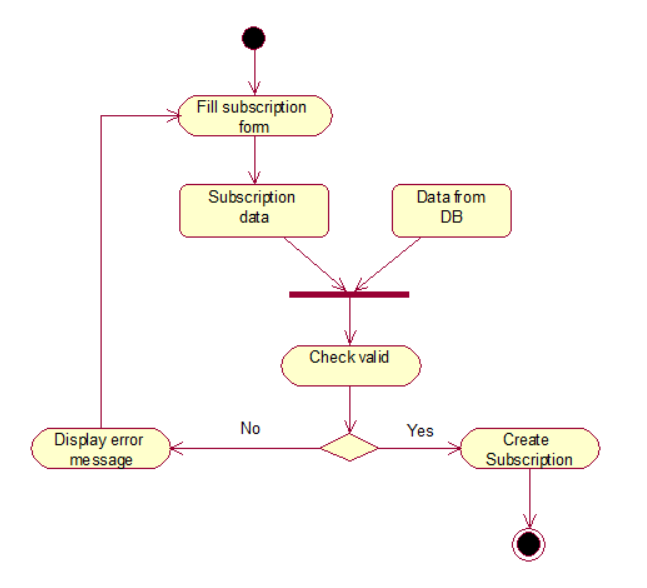 Fill subscription
form
Subscription
data
Data from
DB
Check valid
No
Yes
Display error
message
Create
Subscription